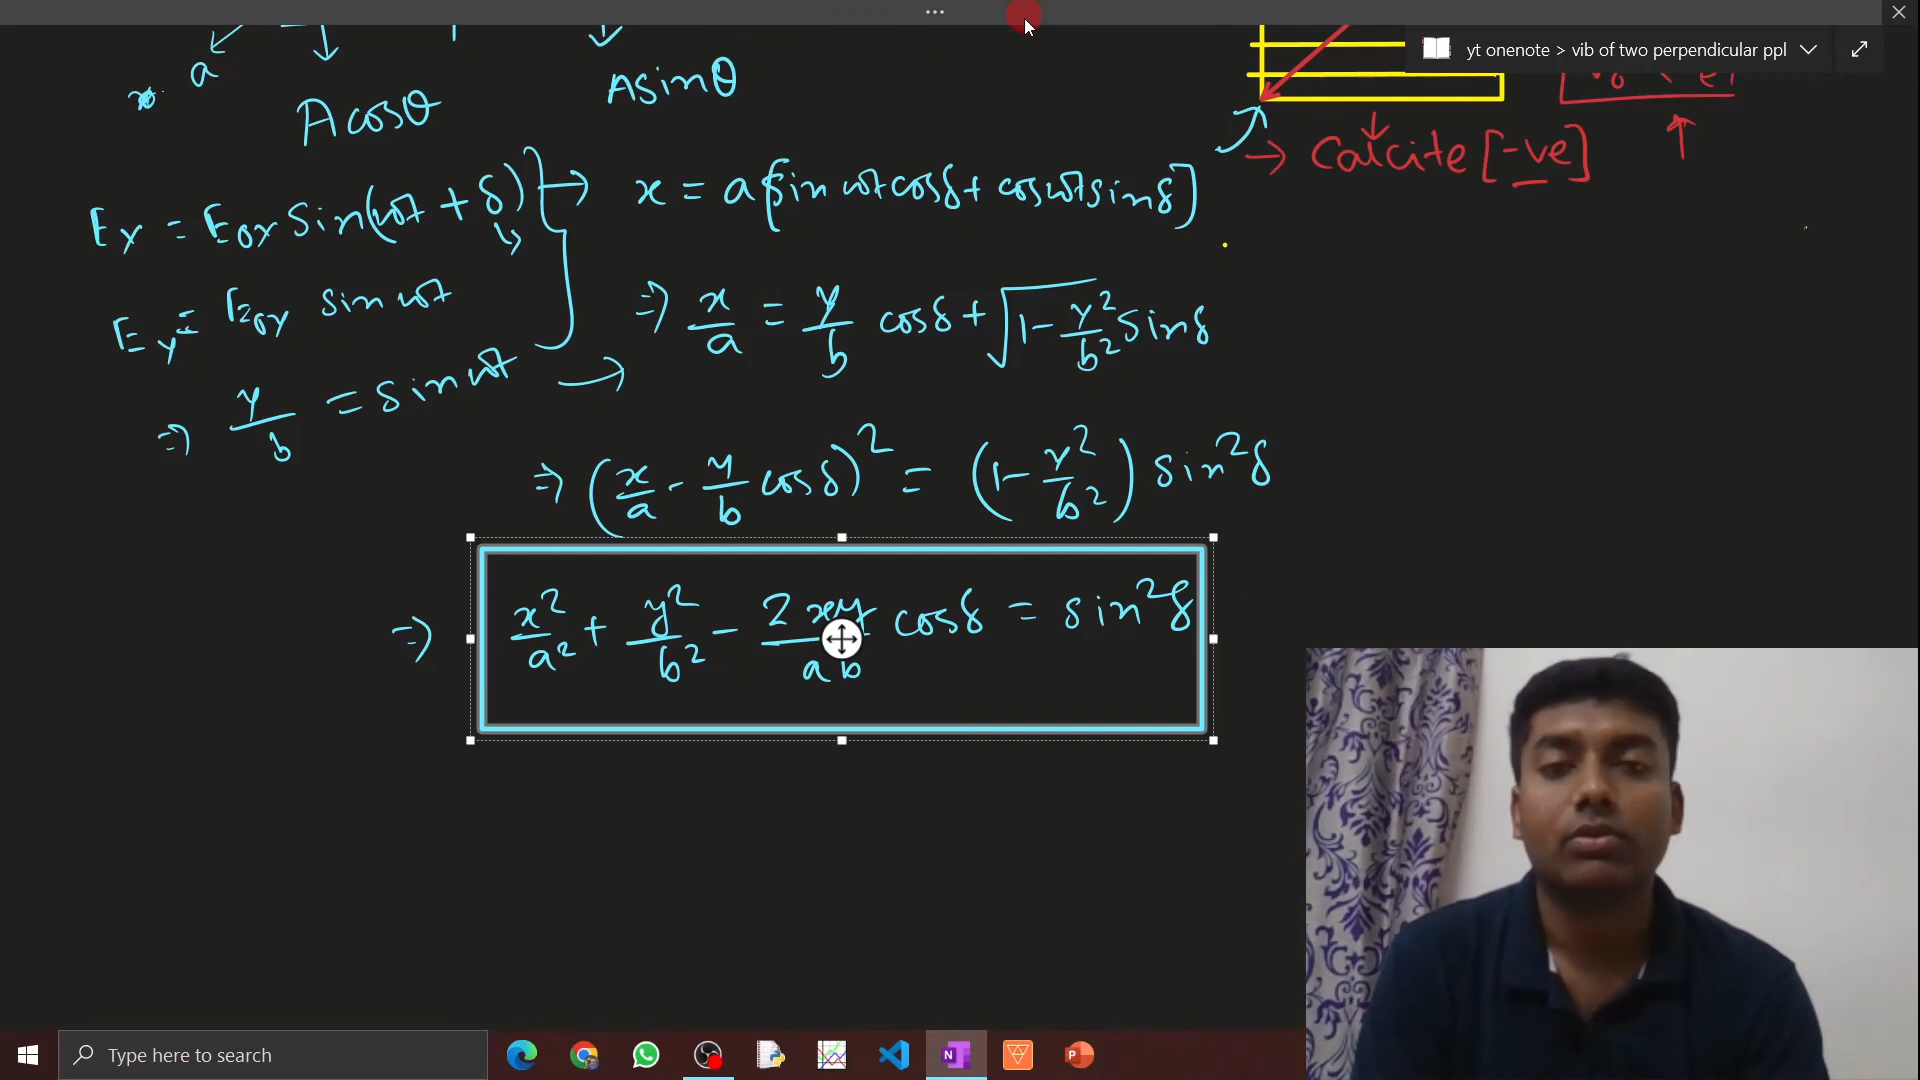 yt onenote > vib of two perpendicular ppl
a
A cosθ
A sinθ
→ Calcite [-ve]
Ex = E0x sin(ωt + δ) → x = a[sin ωt cosδ + cos ωt sinδ]
Ey = E0y sin ωt
⇒ x/a = y/b cosδ + √(1 - y²/b²) sinδ
⇒ y/b = sin ωt
⇒ (x/a - y/b cosδ)² = (1 - y²/b²) sin²δ
⇒ x²/a² + y²/b² - 2xy/ab cosδ = sin²δ
Type here to search